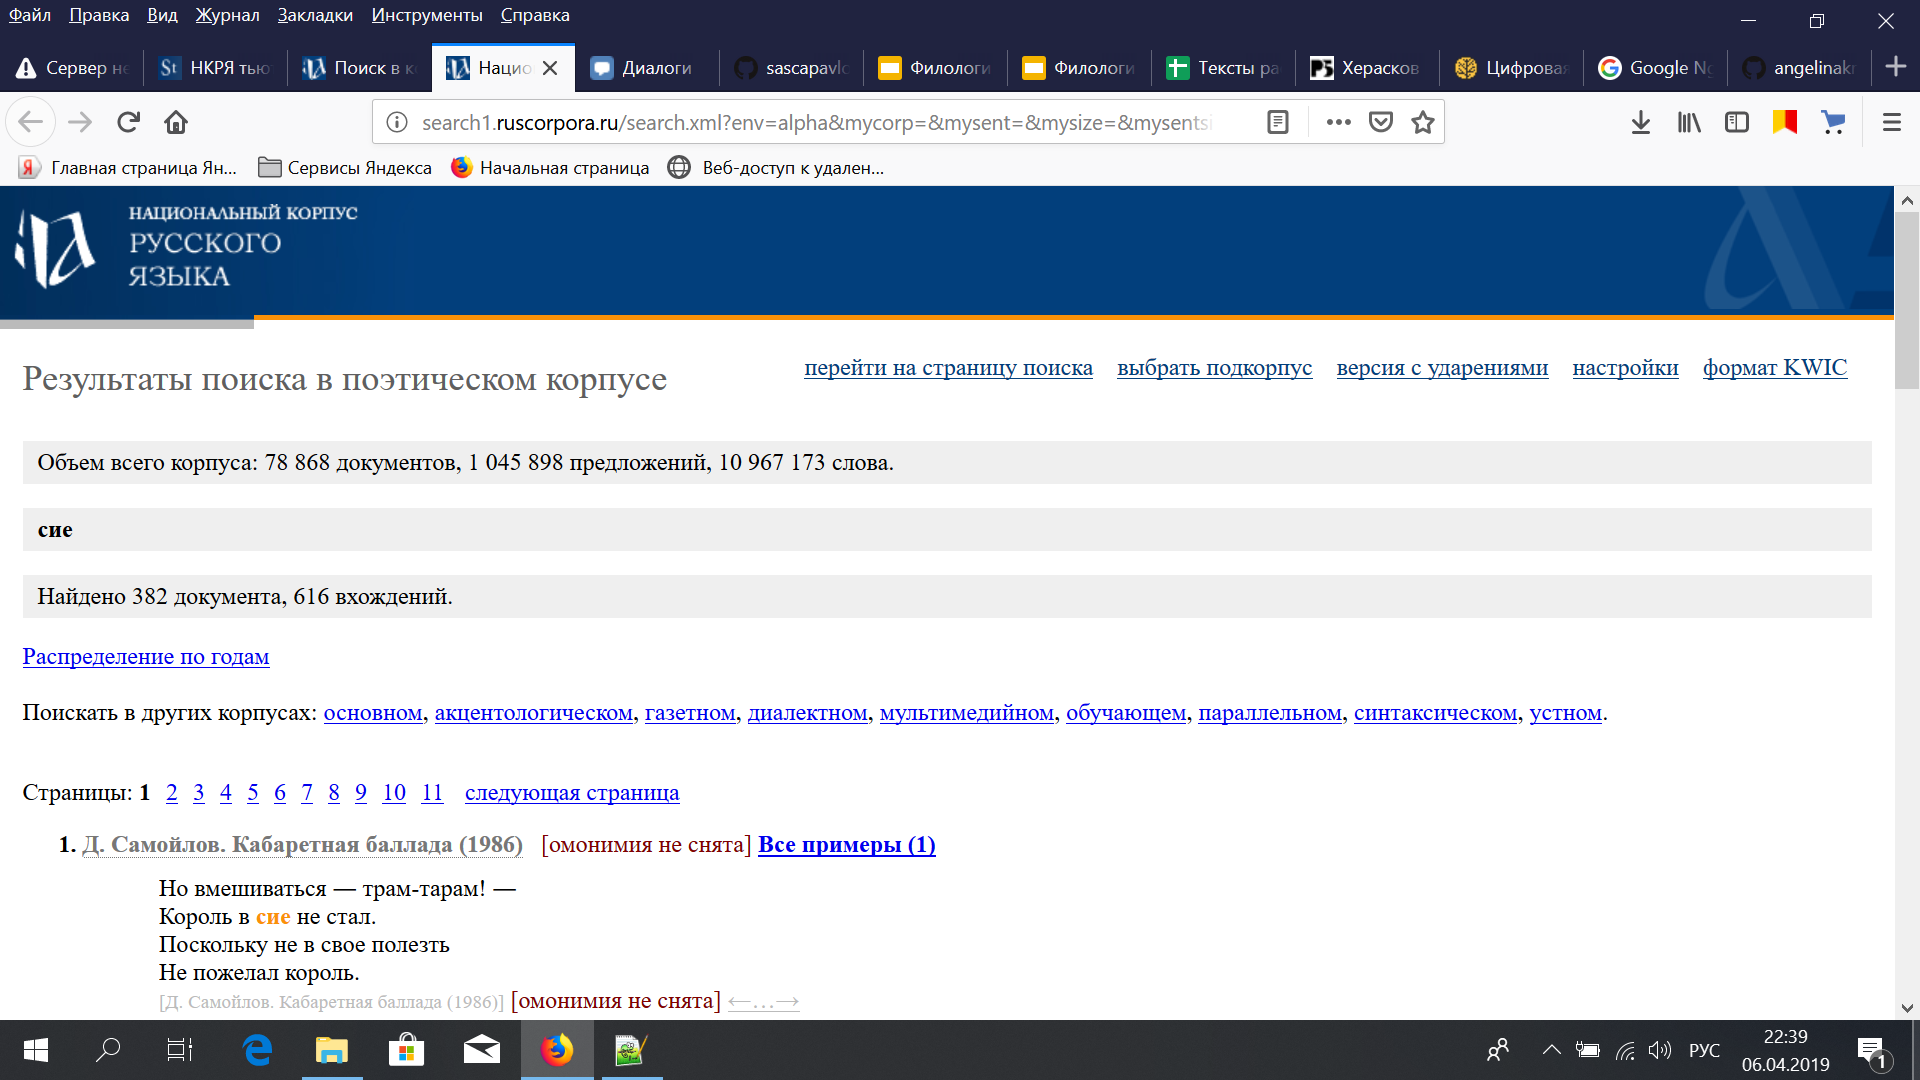 Файл Правка Вид Журнал Закладки Инструменты Справка
Сервер не
НКРЯ тью
Поиск в к
Нацио
Диалоги
sascapavlo
Филологи
Филологи
Тексты ра
Херасков
Цифровая
Google Ng
angelinakr
search1.ruscorpora.ru/search.xml?env=alpha&mycorp=&mysent=&mysize=&mysentsi
Главная страница Ян... Сервисы Яндекса Начальная страница Веб-доступ к удален...
НАЦИОНАЛЬНЫЙ КОРПУС
РУССКОГО
ЯЗЫКА
Результаты поиска в поэтическом корпусе
перейти на страницу поиска выбрать подкорпус версия с ударениями настройки формат KWIC
Объем всего корпуса: 78 868 документов, 1 045 898 предложений, 10 967 173 слова.
сие
Найдено 382 документа, 616 вхождений.
Распределение по годам
Поискать в других корпусах: основном, акцентологическом, газетном, диалектном, мультимедийном, обучающем, параллельном, синтаксическом, устном.
Страницы: 1 2 3 4 5 6 7 8 9 10 11 следующая страница
1. Д. Самойлов. Кабаретная баллада (1986) [омонимия не снята] Все примеры (1)
Но вмешиваться — трам-тарам! —
Король в сие не стал.
Поскольку не в свое полезть
Не пожелал король.
[Д. Самойлов. Кабаретная баллада (1986)] [омонимия не снята] ←…→
РУС
22:39
06.04.2019
1